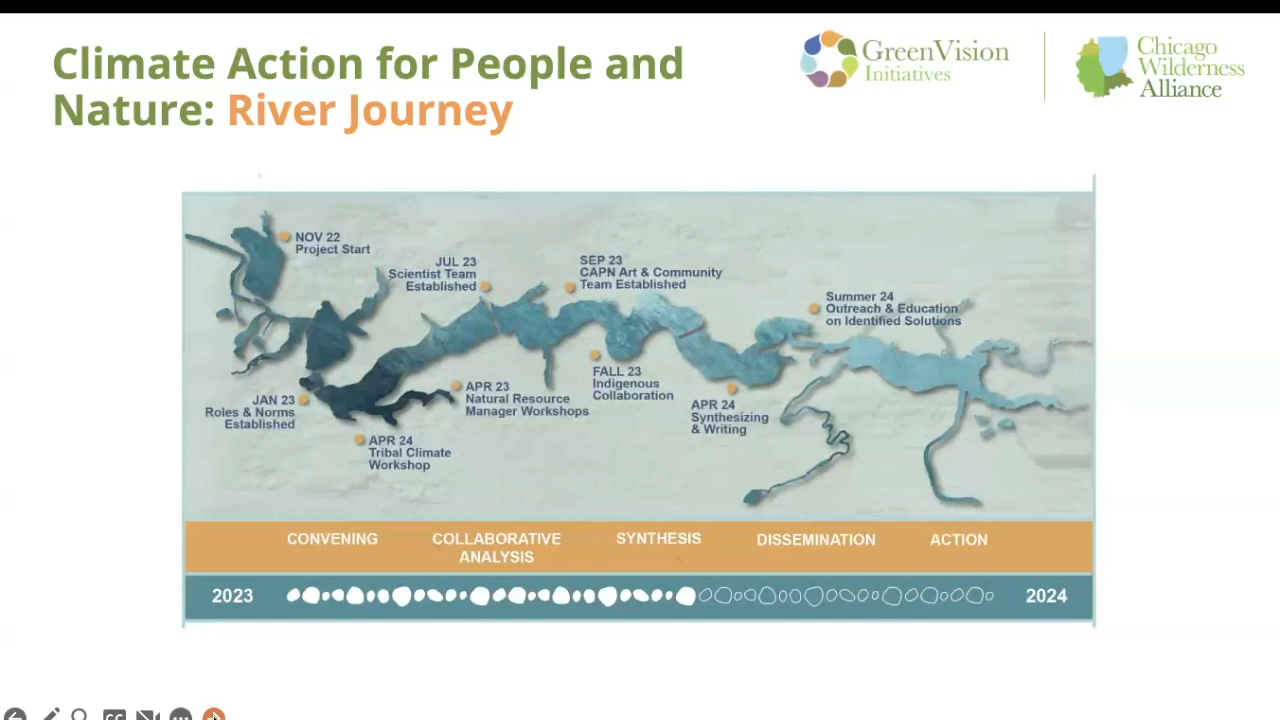 Climate Action for People and
Nature: River Journey
GreenVision
Initiatives
Chicago
Wilderness
Alliance
NOV 22
Project Start
JUL 23
Scientist Team
Established
SEP 23
CAPN Art & Community
Team Established
Summer 24
Outreach & Education
on Identified Solutions
JAN 23
Roles & Norms
Established
APR 23
Natural Resource
Manager Workshops
FALL 23
Indigenous
Collaboration
APR 24
Synthesizing
& Writing
APR 24
Tribal Climate
Workshop
CONVENING
COLLABORATIVE
ANALYSIS
SYNTHESIS
DISSEMINATION
ACTION
2023
2024
CC